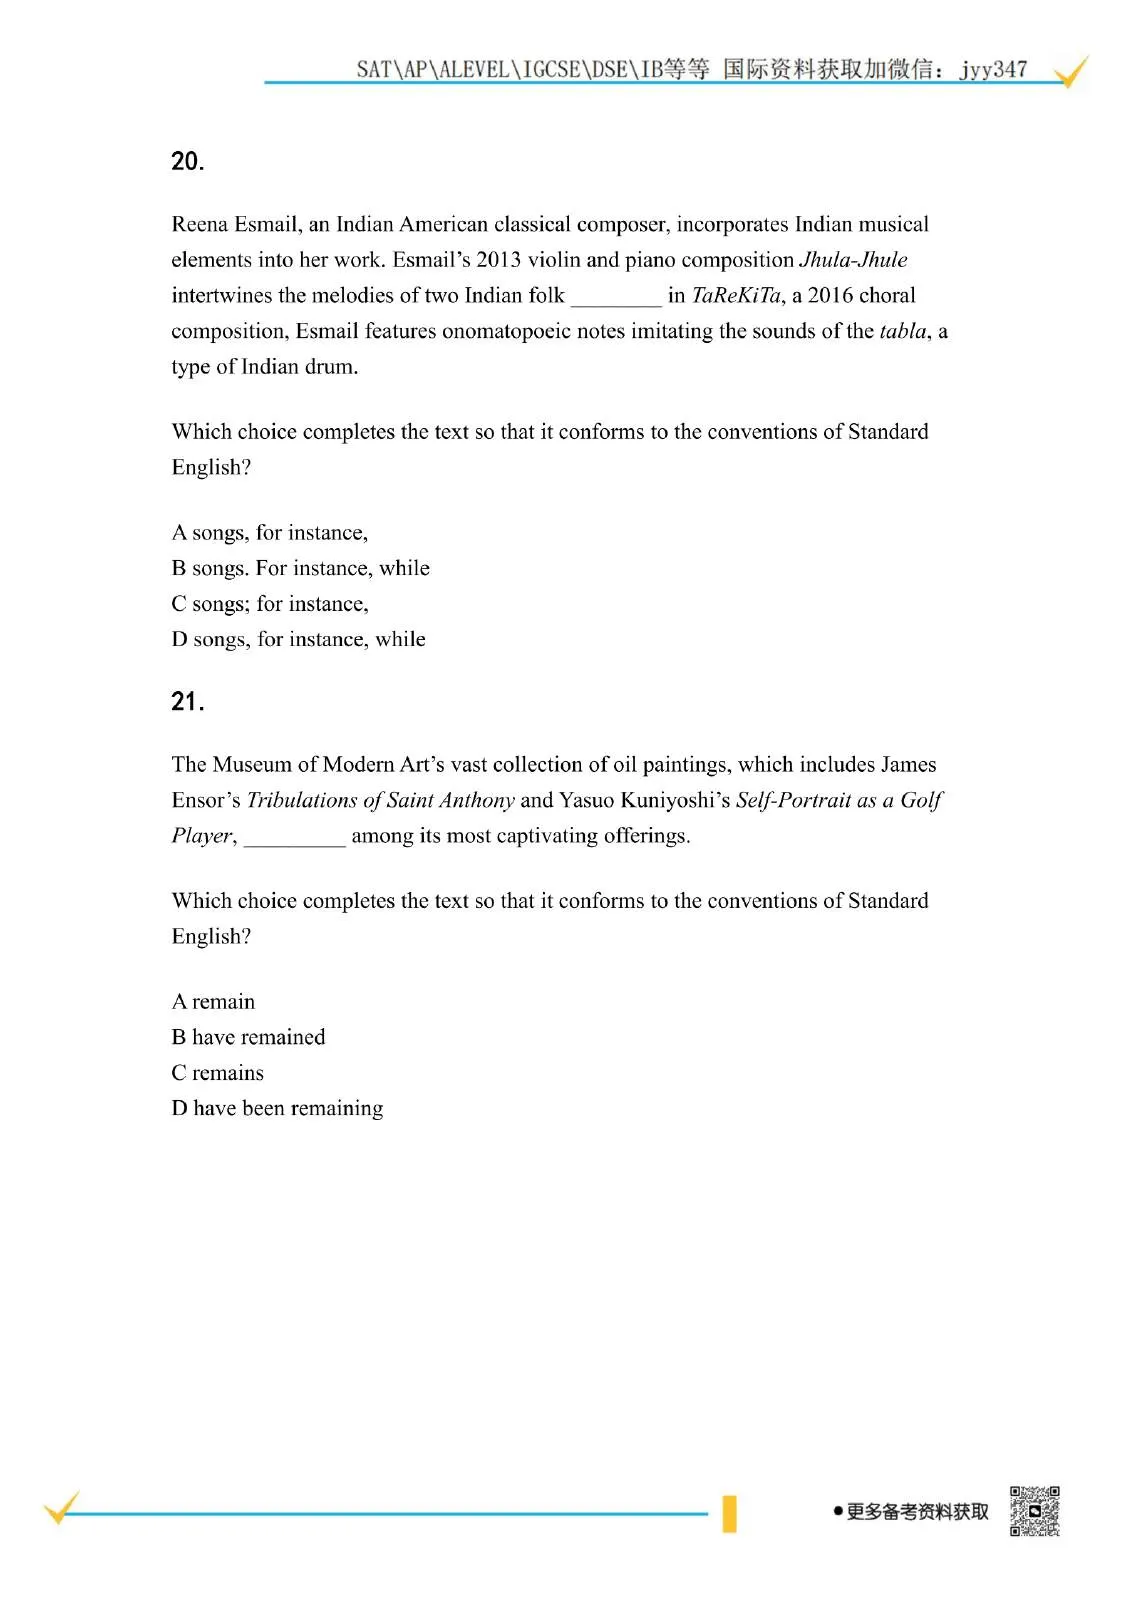 SAT\AP\ALEVEL\IGCSE\DSE\IB等等 国际资料获取加微信：jyy347
20.
Reena Esmail, an Indian American classical composer, incorporates Indian musical
elements into her work. Esmail’s 2013 violin and piano composition Jhula-Jhule
intertwines the melodies of two Indian folk ________ in TaReKiTa, a 2016 choral
composition, Esmail features onomatopoeic notes imitating the sounds of the tabla, a
type of Indian drum.
Which choice completes the text so that it conforms to the conventions of Standard
English?
A songs, for instance,
B songs. For instance, while
C songs; for instance,
D songs, for instance, while
21.
The Museum of Modern Art’s vast collection of oil paintings, which includes James
Ensor’s Tribulations of Saint Anthony and Yasuo Kuniyoshi’s Self-Portrait as a Golf
Player, _________ among its most captivating offerings.
Which choice completes the text so that it conforms to the conventions of Standard
English?
A remain
B have remained
C remains
D have been remaining
●更多备考资料获取